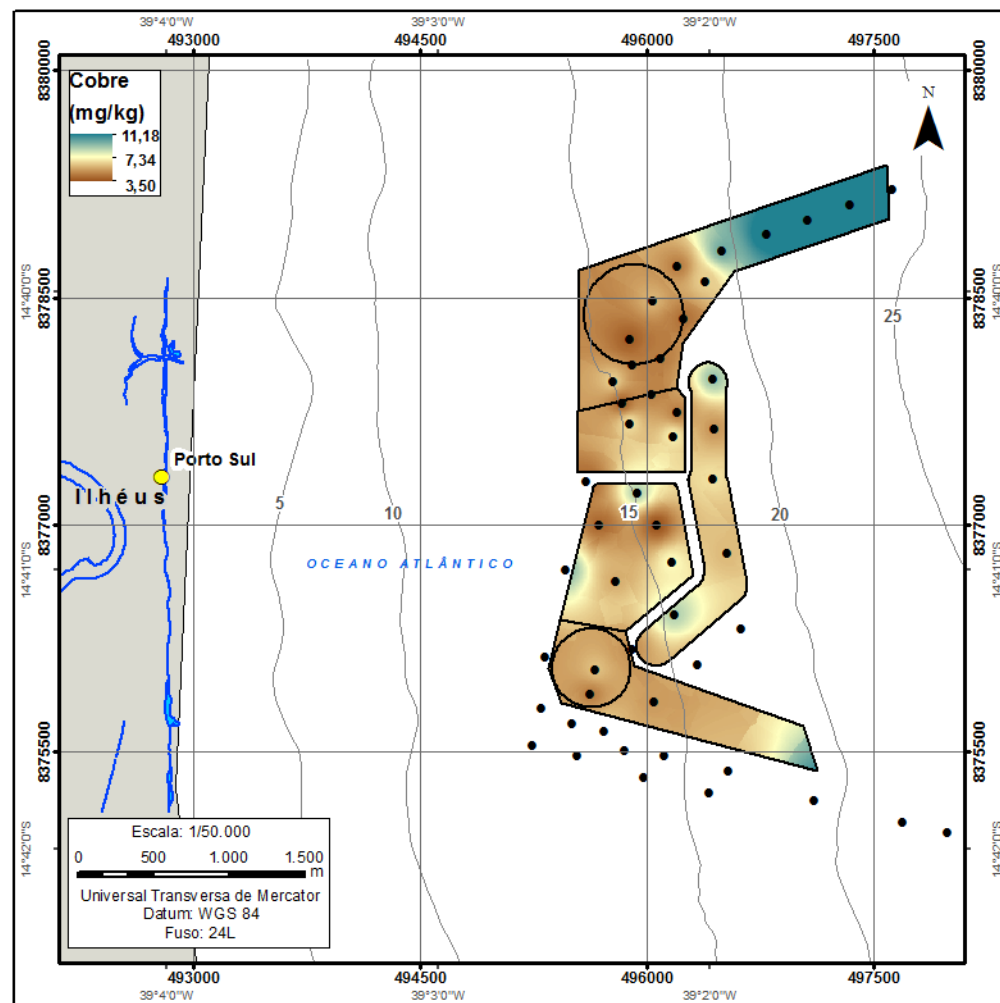 39°4'0"W 39°3'0"W 39°2'0"W
493000 494500 496000 497500
8380000 8380000
Cobre
(mg/kg)
11,18
7,34
3,50
N
14°40'0"S 14°40'0"S
8378500 8378500
25
Porto Sul
Ilhéus
5 10 15 20
8377000 8377000
OCEANO ATLÂNTICO
14°41'0"S 14°41'0"S
8375500 8375500
Escala: 1/50.000
0 500 1.000 1.500
m
Universal Transversa de Mercator
Datum: WGS 84
Fuso: 24L
14°42'0"S 14°42'0"S
493000 494500 496000 497500
39°4'0"W 39°3'0"W 39°2'0"W